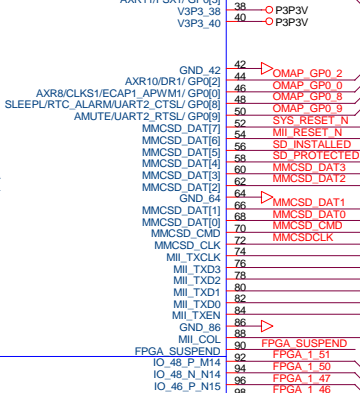 V3P3_38 38 P3P3V
V3P3_40 40 P3P3V
GND_42 42
AXR10/DR1/ GP0[2] 44 OMAP_GP0_2
AXR8/CLKS1/ECAP1_APWM1/ GP0[0] 46 OMAP_GP0_0
SLEEPL/RTC_ALARM/UART2_CTSL/ GP0[8] 48 OMAP_GP0_8
AMUTE/UART2_RTSL/ GP0[9] 50 OMAP_GP0_9
MMCSD_DAT[7] 52 SYS_RESET_N
MMCSD_DAT[6] 54 MII_RESET_N
MMCSD_DAT[5] 56 SD_INSTALLED
MMCSD_DAT[4] 58 SD_PROTECTED
MMCSD_DAT[3] 60 MMCSD_DAT3
MMCSD_DAT[2] 62 MMCSD_DAT2
GND_64 64
MMCSD_DAT[1] 66 MMCSD_DAT1
MMCSD_DAT[0] 68 MMCSD_DAT0
MMCSD_CMD 70 MMCSD_CMD
MMCSD_CLK 72 MMCSDCLK
MII_TXCLK 74
MII_TXD3 76
MII_TXD2 78
MII_TXD1 80
MII_TXD0 82
MII_TXEN 84
GND_86 86
MII_COL 88
FPGA_SUSPEND 90 FPGA_SUSPEND
IO_48_P_M14 92 FPGA_1_51
IO_48_N_N14 94 FPGA_1_50
IO_46_P_N15 96 FPGA_1_47
98 FPGA_1_46